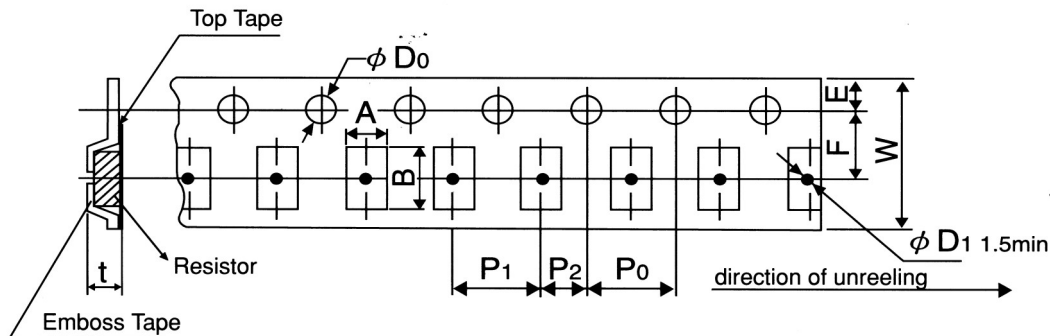 Top Tape
ϕ D0
A
B
E
F
W
ϕ D1 1.5min
P1
P2
P0
direction of unreeling
t
Resistor
Emboss Tape